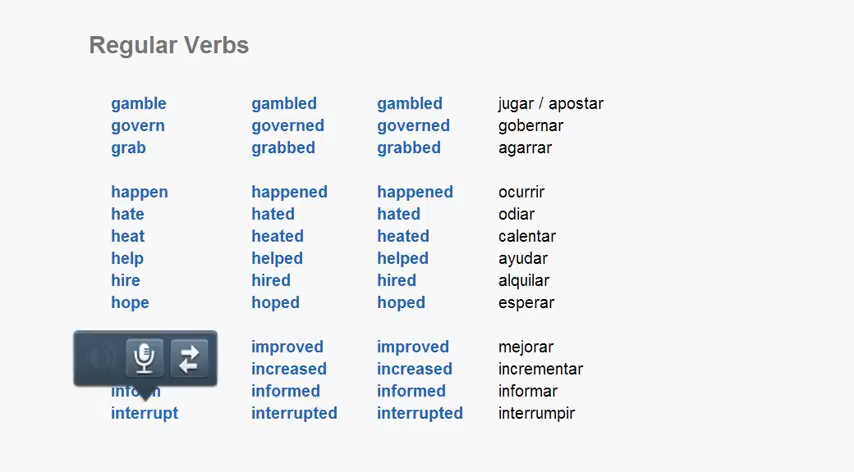 Regular Verbs
gamble gambled gambled jugar / apostar
govern governed governed gobernar
grab grabbed grabbed agarrar
happen happened happened ocurrir
hate hated hated odiar
heat heated heated calentar
help helped helped ayudar
hire hired hired alquilar
hope hoped hoped esperar
improved improved mejorar
increased increased incrementar
inform informed informed informar
interrupt interrupted interrupted interrumpir